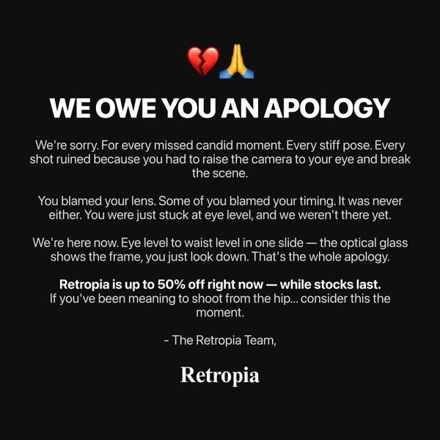 WE OWE YOU AN APOLOGY
We're sorry. For every missed candid moment. Every stiff pose. Every
shot ruined because you had to raise the camera to your eye and break
the scene.
You blamed your lens. Some of you blamed your timing. It was never
either. You were just stuck at eye level, and we weren't there yet.
We're here now. Eye level to waist level in one slide — the optical glass
shows the frame, you just look down. That's the whole apology.
Retropia is up to 50% off right now — while stocks last.
If you've been meaning to shoot from the hip... consider this the
moment.
- The Retropia Team,
Retropia